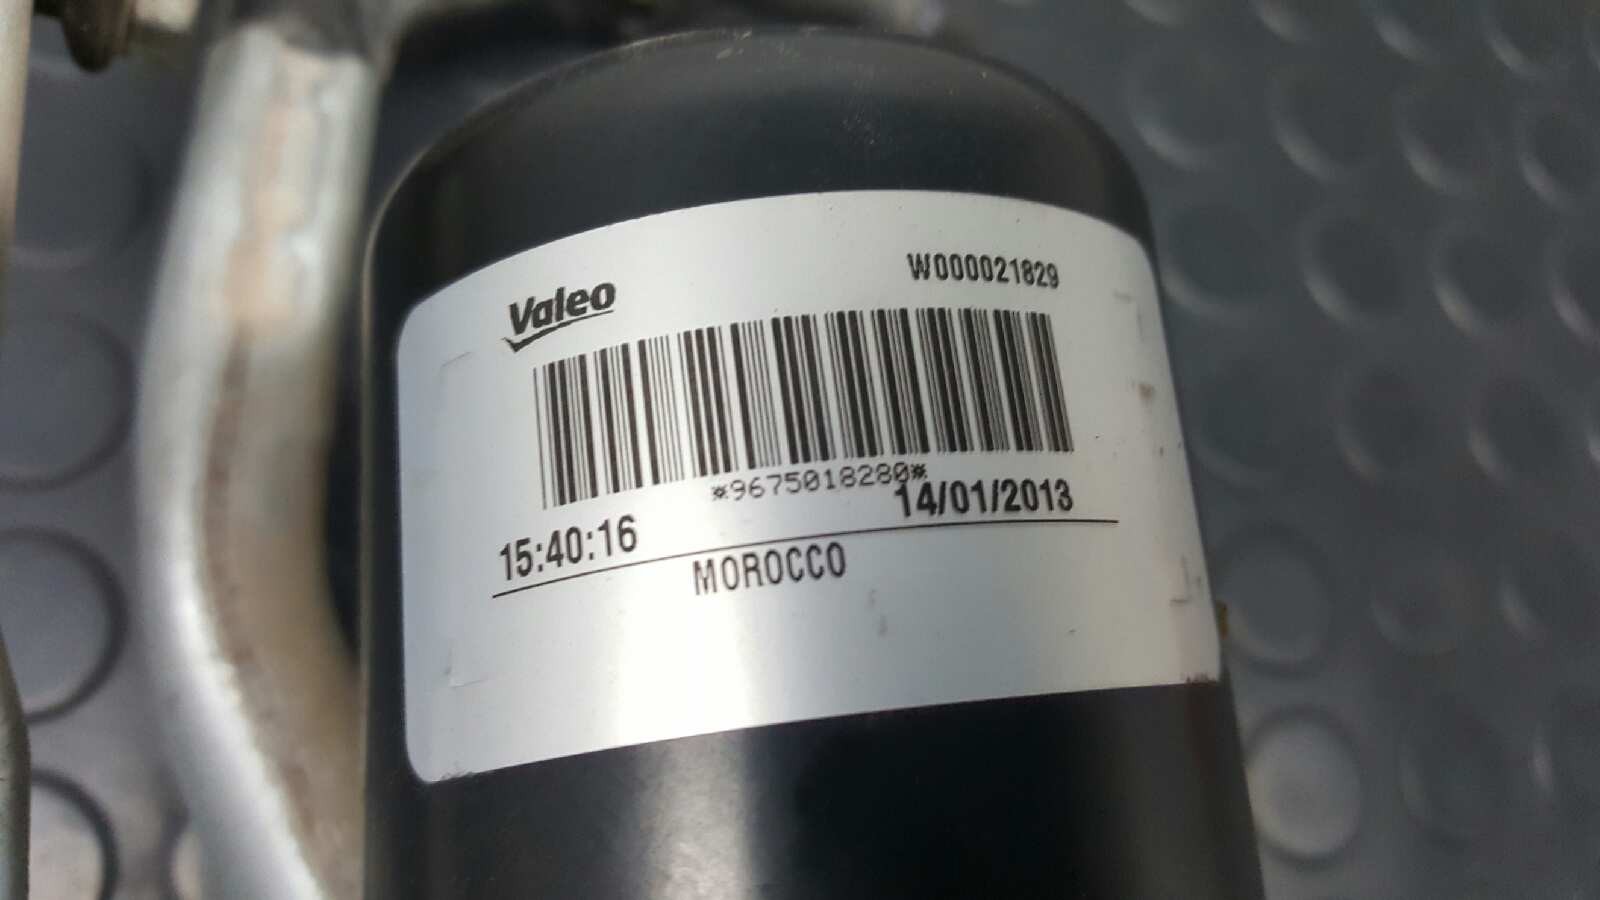 Valeo
W000021829
*9675018280*
15:40:16
14/01/2013
MOROCCO